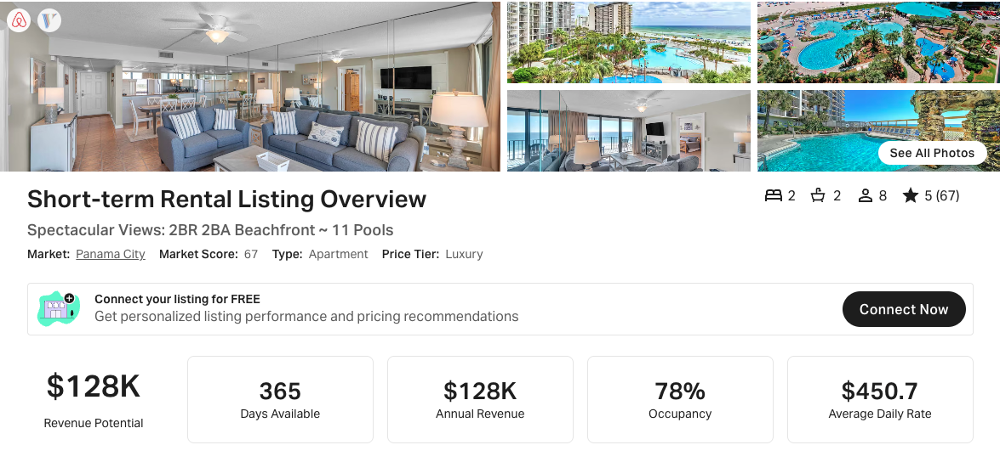 See All Photos
Short-term Rental Listing Overview
2 2 8 5 (67)
Spectacular Views: 2BR 2BA Beachfront ~ 11 Pools
Market: Panama City Market Score: 67 Type: Apartment Price Tier: Luxury
Connect your listing for FREE
Get personalized listing performance and pricing recommendations
Connect Now
$128K
Revenue Potential
365
Days Available
$128K
Annual Revenue
78%
Occupancy
$450.7
Average Daily Rate